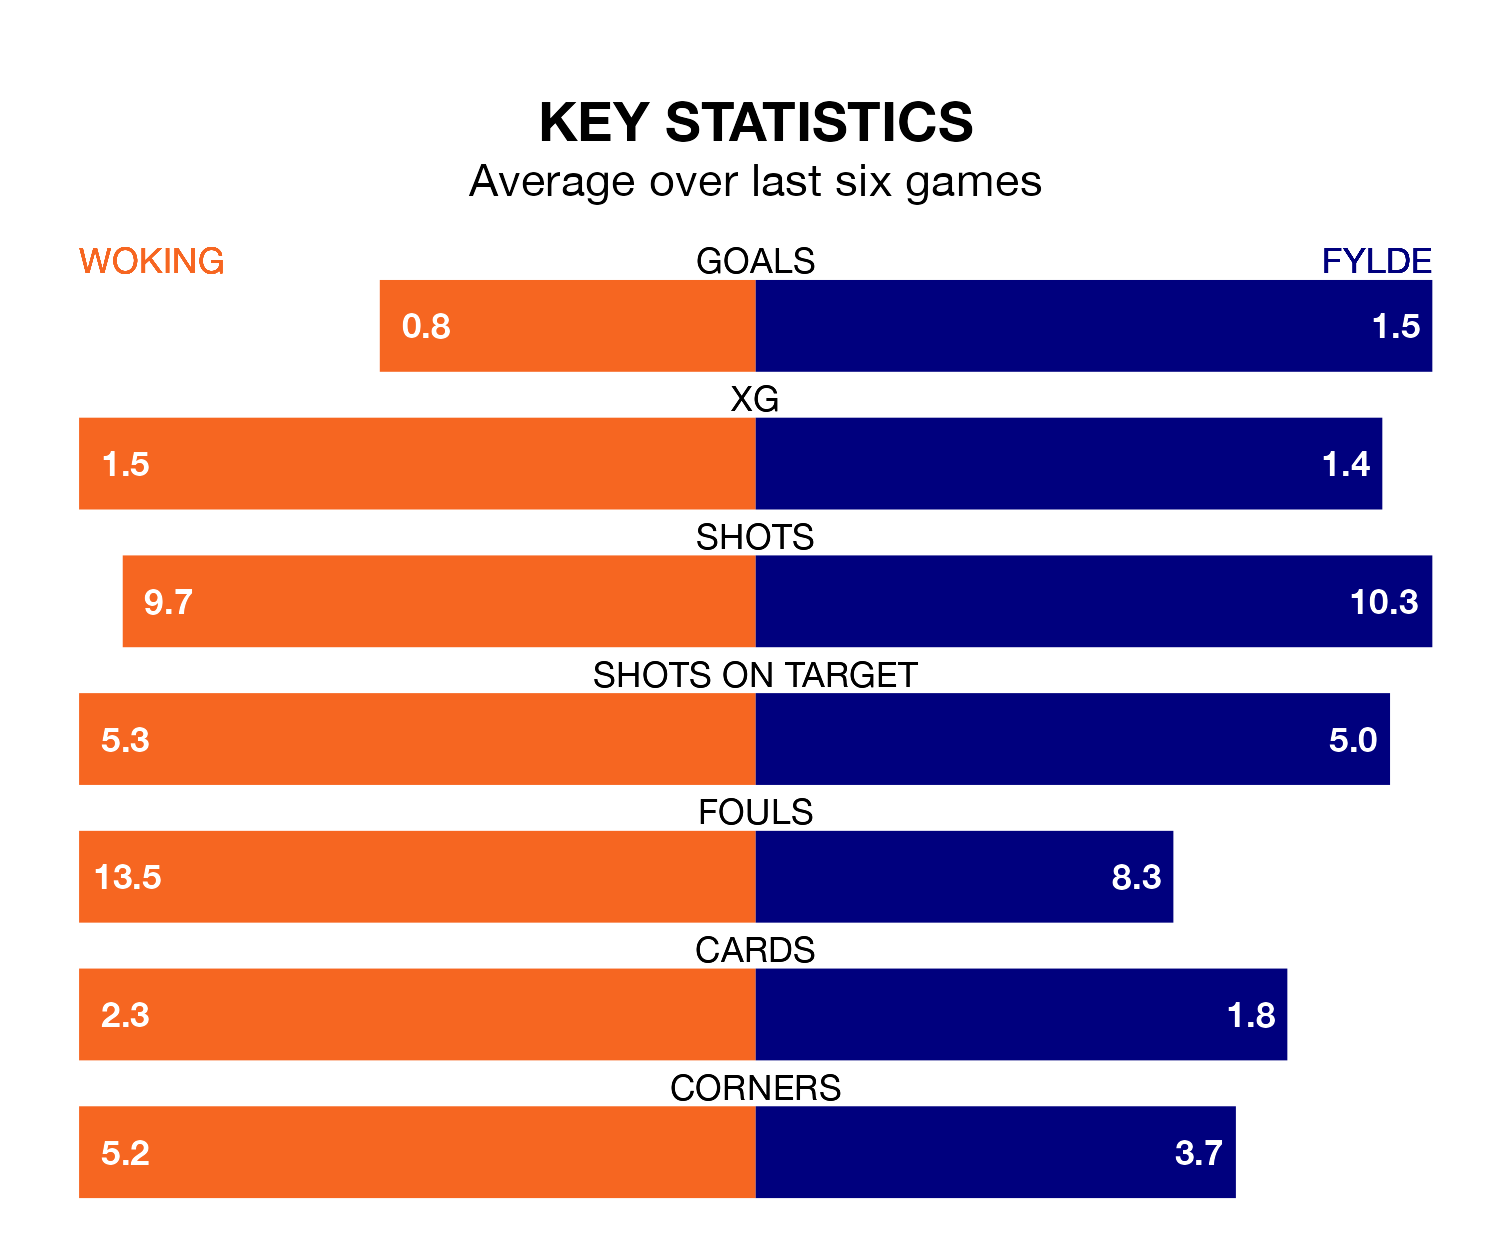 KEY STATISTICS
Average over last six games
WOKING GOALS FYLDE
0.8 1.5
XG
1.5 1.4
SHOTS
9.7 10.3
SHOTS ON TARGET
5.3 5.0
FOULS
13.5 8.3
CARDS
2.3 1.8
CORNERS
5.2 3.7